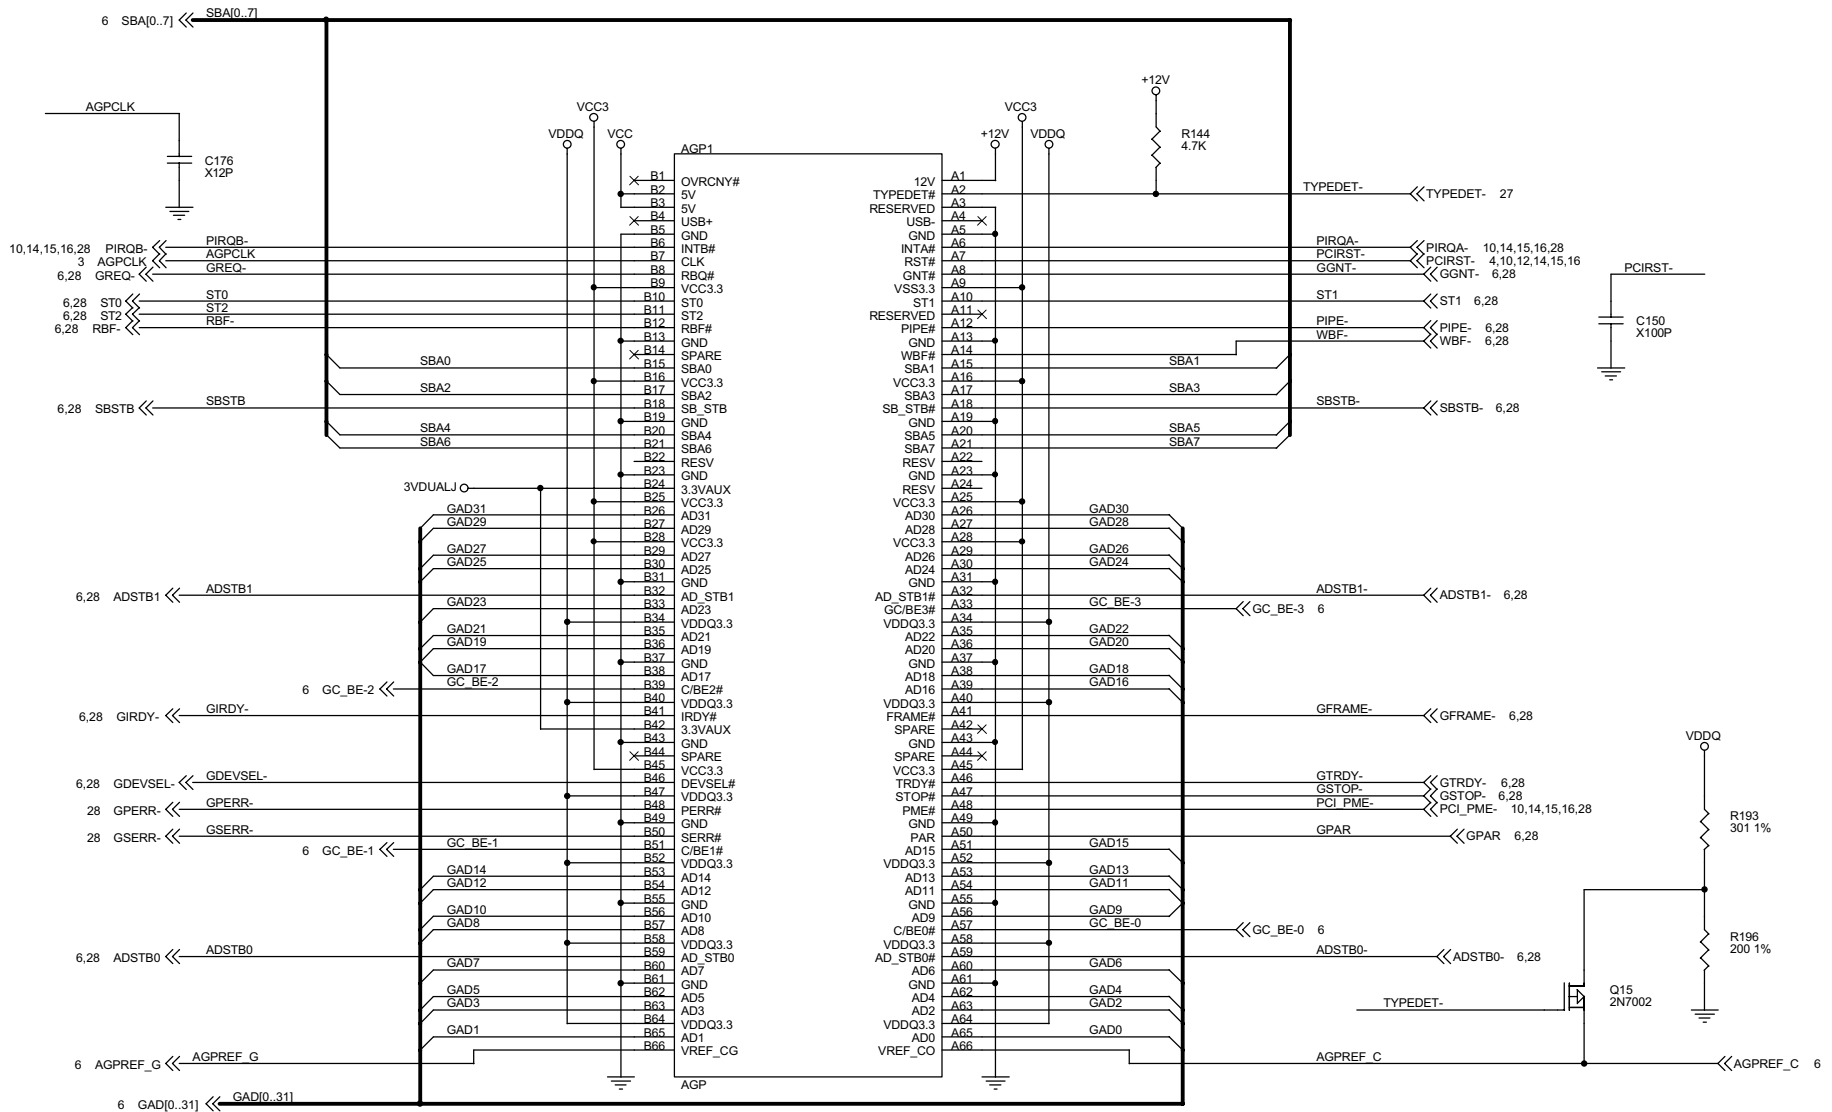 6 SBA[0..7] SBA[0..7]
+12V
AGPCLK VCC3 VCC3
VDDQ VCC +12V VDDQ R144
4.7K
AGP1
C176
X12P
B1 OVRCNY# 12V A1
B2 5V TYPEDET# A2 TYPEDET- TYPEDET- 27
B3 5V RESERVED A3
B4 USB+ USB- A4
B5 GND GND A5
10,14,15,16,28 PIRQB- PIRQB- B6 INTB# INTA# A6 PIRQA- PIRQA- 10,14,15,16,28
3 AGPCLK AGPCLK B7 CLK RST# A7 PCIRST- PCIRST- 4,10,12,14,15,16
6,28 GREQ- GREQ- B8 RBQ# GNT# A8 GGNT- GGNT- 6,28
PCIRST-
B9 VCC3.3 VSS3.3 A9
6,28 ST0 ST0 B10 ST0 ST1 A10 ST1 ST1 6,28
6,28 ST2 ST2 B11 ST2 RESERVED A11
6,28 RBF- RBF- B12 RBF# PIPE# A12 PIPE- PIPE- 6,28
C150
X100P
B13 GND GND A13
B14 SPARE WBF# A14 WBF- WBF- 6,28
SBA0 B15 SBA0 SBA1 A15 SBA1
B16 VCC3.3 VCC3.3 A16
SBA2 B17 SBA2 SBA3 A17 SBA3
6,28 SBSTB SBSTB B18 SB_STB SB_STB# A18 SBSTB- SBSTB- 6,28
B19 GND GND A19
SBA4 B20 SBA4 SBA5 A20 SBA5
SBA6 B21 SBA6 SBA7 A21 SBA7
B22 RESV RESV A22
B23 GND GND A23
3VDUALJ B24 3.3VAUX RESV A24
B25 VCC3.3 VCC3.3 A25
GAD31 B26 AD31 AD30 A26 GAD30
GAD29 B27 AD29 AD28 A27 GAD28
B28 VCC3.3 VCC3.3 A28
GAD27 B29 AD27 AD26 A29 GAD26
GAD25 B30 AD25 AD24 A30 GAD24
B31 GND GND A31
6,28 ADSTB1 ADSTB1 B32 AD_STB1 AD_STB1# A32 ADSTB1- ADSTB1- 6,28
GAD23 B33 AD23 GC/BE3# A33 GC_BE-3 GC_BE-3 6
B34 VDDQ3.3 VDDQ3.3 A34
GAD21 B35 AD21 AD22 A35 GAD22
GAD19 B36 AD19 AD20 A36 GAD20
B37 GND GND A37
GAD17 B38 AD17 AD18 A38 GAD18
6 GC_BE-2 GC_BE-2 B39 C/BE2# AD16 A39 GAD16
B40 VDDQ3.3 VDDQ3.3 A40
6,28 GIRDY- GIRDY- B41 IRDY# FRAME# A41 GFRAME- GFRAME- 6,28
B42 3.3VAUX SPARE A42
B43 GND GND A43
VDDQ
B44 SPARE SPARE A44
B45 VCC3.3 VCC3.3 A45
6,28 GDEVSEL- GDEVSEL- B46 DEVSEL# TRDY# A46 GTRDY- GTRDY- 6,28
B47 VDDQ3.3 STOP# A47 GSTOP- GSTOP- 6,28
28 GPERR- GPERR- B48 PERR# PME# A48 PCI_PME- PCI_PME- 10,14,15,16,28
B49 GND GND A49
R193
301 1%
28 GSERR- GSERR- B50 SERR# PAR A50 GPAR GPAR 6,28
6 GC_BE-1 GC_BE-1 B51 C/BE1# AD15 A51 GAD15
B52 VDDQ3.3 VDDQ3.3 A52
GAD14 B53 AD14 AD13 A53 GAD13
GAD12 B54 AD12 AD11 A54 GAD11
B55 GND GND A55
GAD10 B56 AD10 AD9 A56 GAD9
GAD8 B57 AD8 C/BE0# A57 GC_BE-0 GC_BE-0 6
R196
200 1%
B58 VDDQ3.3 VDDQ3.3 A58
6,28 ADSTB0 ADSTB0 B59 AD_STB0 AD_STB0# A59 ADSTB0- ADSTB0- 6,28
GAD7 B60 AD7 AD6 A60 GAD6
B61 GND GND A61
GAD5 B62 AD5 AD4 A62 GAD4
Q15
2N7002
GAD3 B63 AD3 AD2 A63 GAD2 TYPEDET-
B64 VDDQ3.3 VDDQ3.3 A64
GAD1 B65 AD1 AD0 A65 GAD0
B66 VREF_CG VREF_CO A66
6 AGPREF_G AGPREF_G AGPREF_C AGPREF_C 6
AGP
6 GAD[0..31] GAD[0..31]